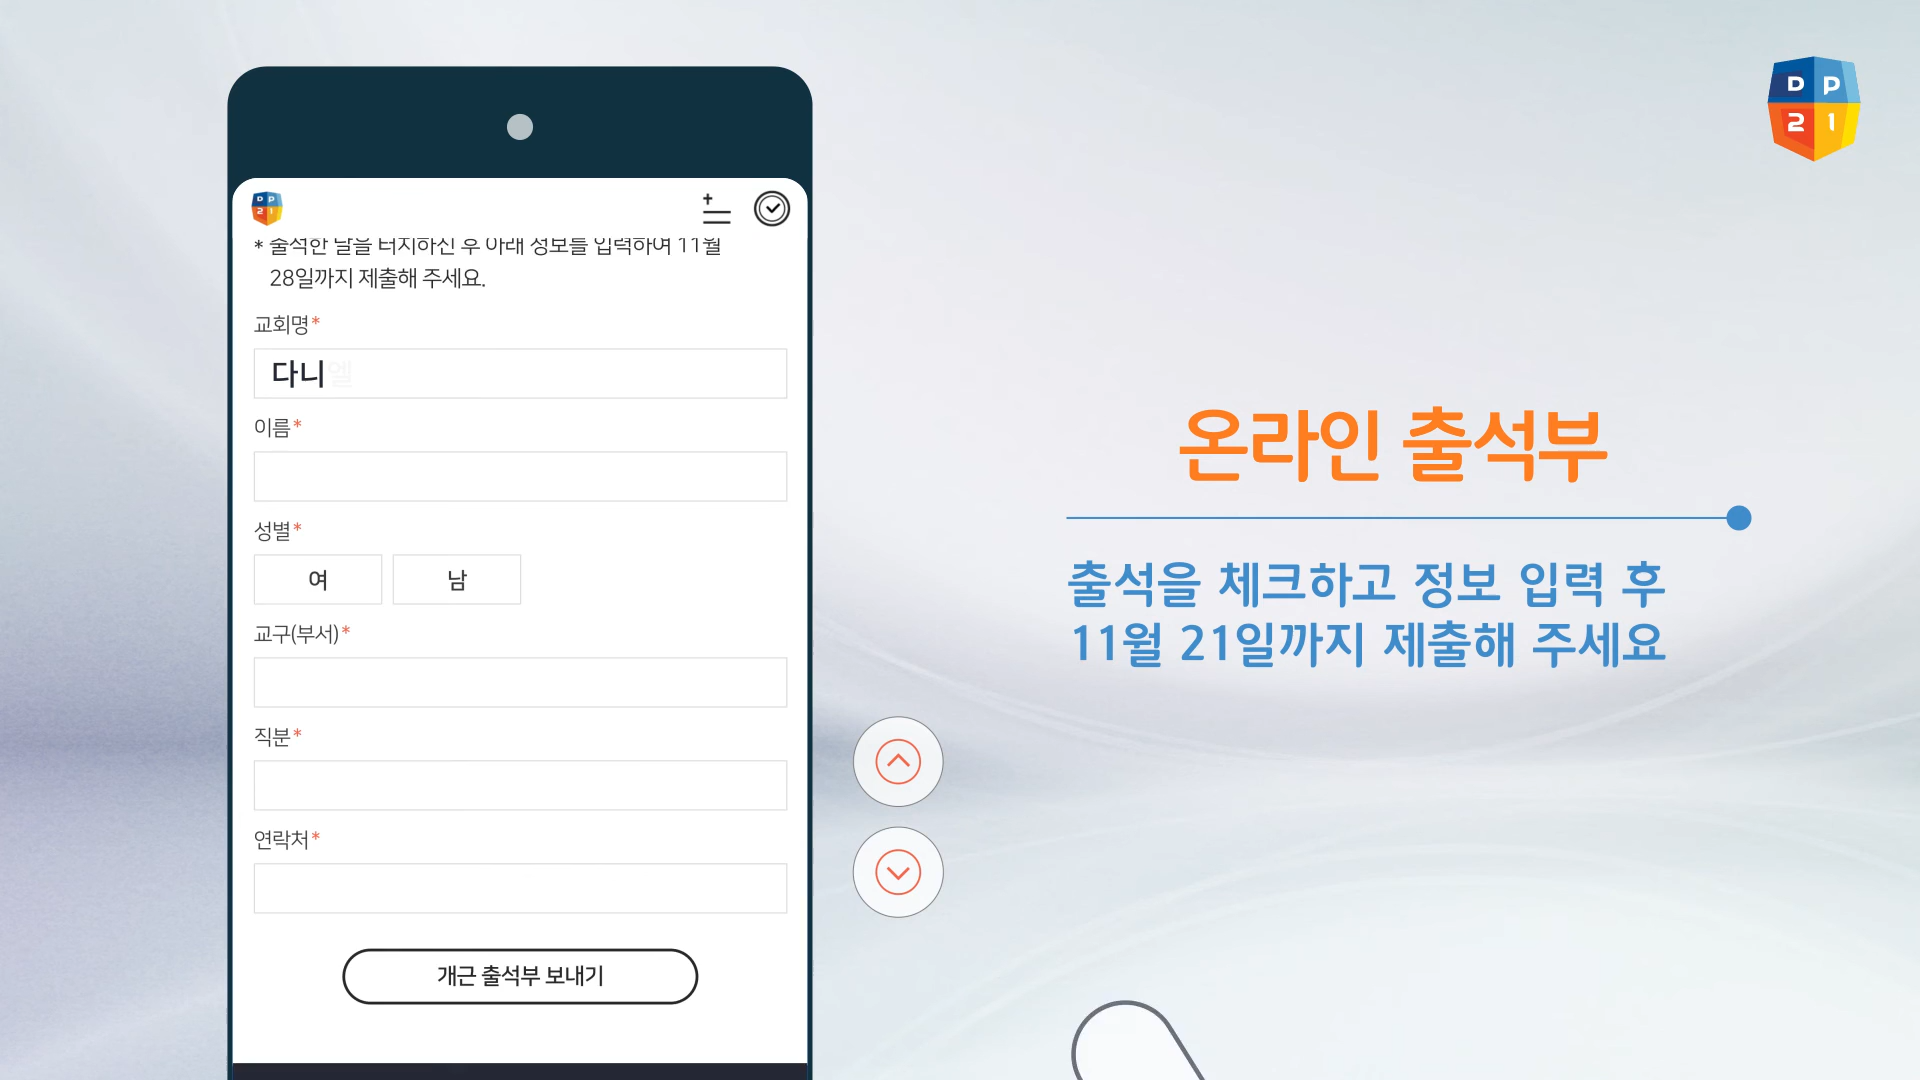 D P
2 1
D P
2 1
* 출석한 날을 터치하신 후 아래 정보를 입력하여 11월
28일까지 제출해 주세요.
교회명*
다니엘
이름*
성별*
여 남
교구(부서)*
직분*
연락처*
개근 출석부 보내기
온라인 출석부
출석을 체크하고 정보 입력 후
11월 21일까지 제출해 주세요